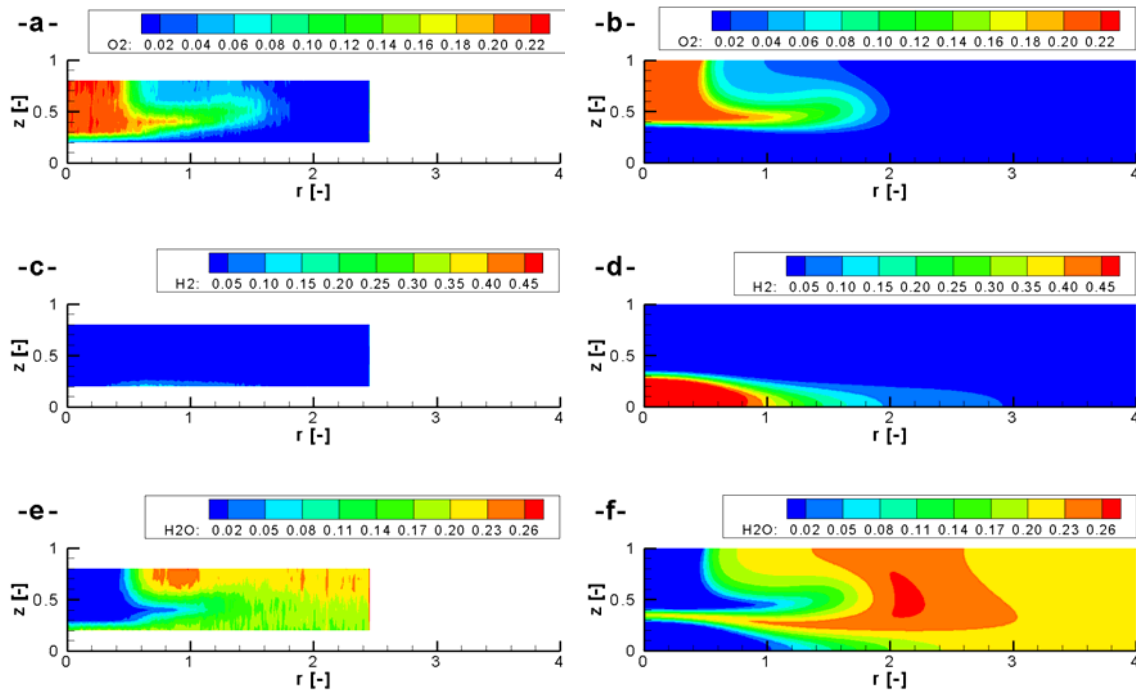 -a-
O2: 0.02 0.04 0.06 0.08 0.10 0.12 0.14 0.16 0.18 0.20 0.22
z [-]
1
0.5
0
0 1 2 3 4
r [-]
-b-
O2: 0.02 0.04 0.06 0.08 0.10 0.12 0.14 0.16 0.18 0.20 0.22
z [-]
1
0.5
0
0 1 2 3 4
r [-]
-c-
H2: 0.05 0.10 0.15 0.20 0.25 0.30 0.35 0.40 0.45
z [-]
1
0.5
0
0 1 2 3 4
r [-]
-d-
H2: 0.05 0.10 0.15 0.20 0.25 0.30 0.35 0.40 0.45
z [-]
1
0.5
0
0 1 2 3 4
r [-]
-e-
H2O: 0.02 0.05 0.08 0.11 0.14 0.17 0.20 0.23 0.26
z [-]
1
0.5
0
0 1 2 3 4
r [-]
-f-
H2O: 0.02 0.05 0.08 0.11 0.14 0.17 0.20 0.23 0.26
z [-]
1
0.5
0
0 1 2 3 4
r [-]